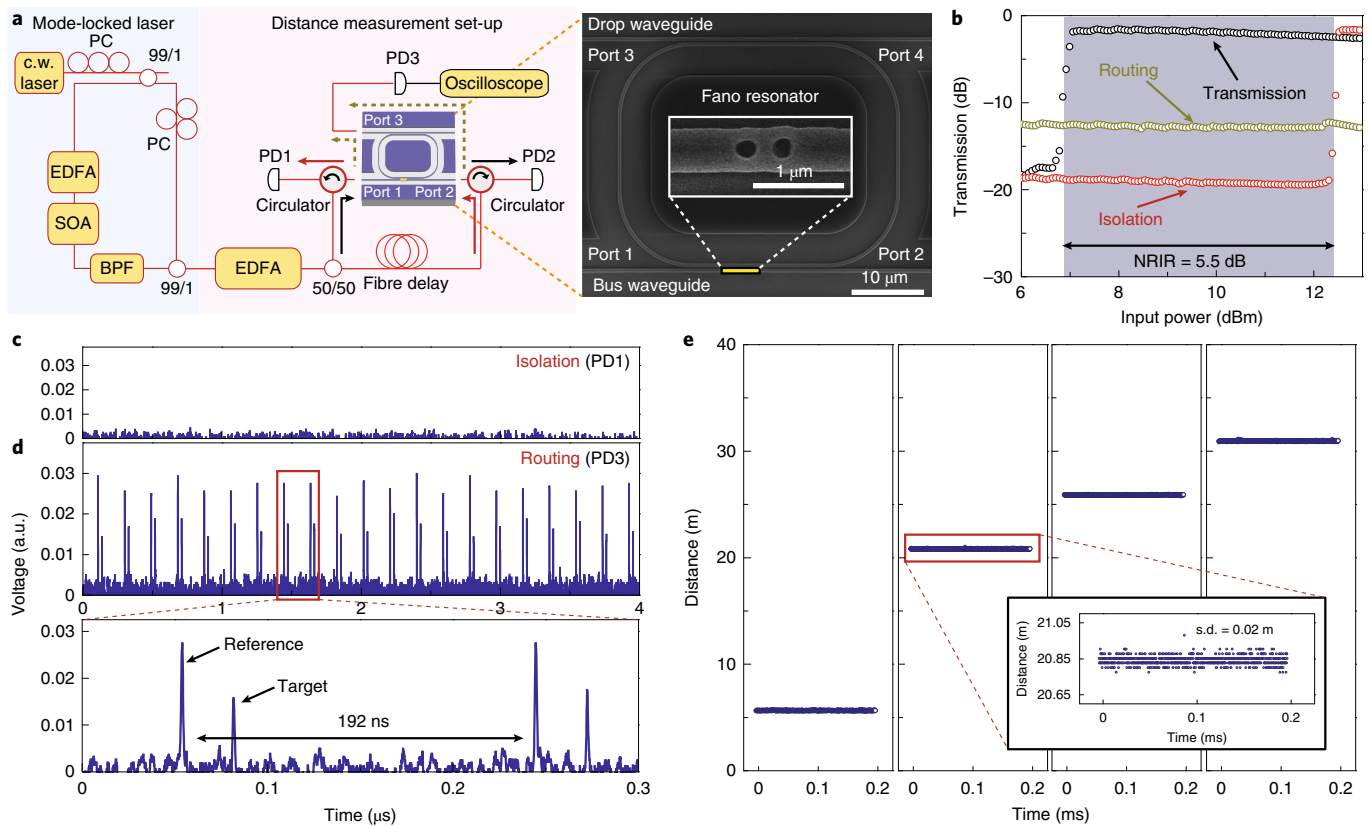 a
Mode-locked laser
PC
c.w.
laser
99/1
PC
EDFA
SOA
BPF
99/1
Distance measurement set-up
PD3
Oscilloscope
Port 3
PD1
PD2
Circulator
Port 1
Port 2
Circulator
EDFA
50/50
Fibre delay
Drop waveguide
Port 3
Port 4
Fano resonator
1 μm
Port 1
Port 2
Bus waveguide
10 μm
b
Transmission (dB)
0
−10
−20
−30
Routing
Transmission
Isolation
NRIR = 5.5 dB
6
8
10
12
Input power (dBm)
c
Isolation (PD1)
0.03
0.02
0.01
0
d
Routing (PD3)
Voltage (a.u.)
0.03
0.02
0.01
0
0
1
2
3
4
0.03
0.02
0.01
0
Reference
Target
192 ns
0
0.1
0.2
0.3
Time (μs)
e
Distance (m)
40
30
20
10
0
0
0.1
0.2
0
0.1
0.2
0
0.1
0.2
0
0.1
0.2
Time (ms)
Distance (m)
21.05
20.85
20.65
s.d. = 0.02 m
0
0.1
0.2
Time (ms)